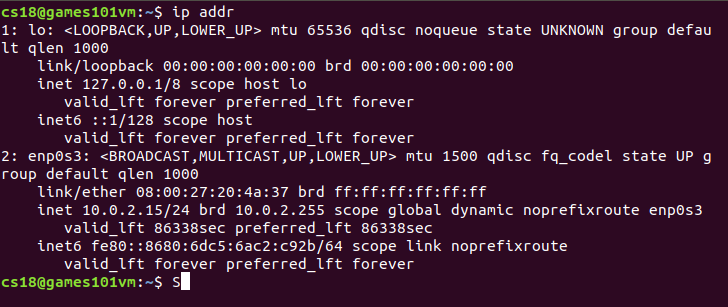 cs18@games101vm:~$ ip addr
1: lo: <LOOPBACK,UP,LOWER_UP> mtu 65536 qdisc noqueue state UNKNOWN group defau
lt qlen 1000
    link/loopback 00:00:00:00:00:00 brd 00:00:00:00:00:00
    inet 127.0.0.1/8 scope host lo
       valid_lft forever preferred_lft forever
    inet6 ::1/128 scope host
       valid_lft forever preferred_lft forever
2: enp0s3: <BROADCAST,MULTICAST,UP,LOWER_UP> mtu 1500 qdisc fq_codel state UP g
roup default qlen 1000
    link/ether 08:00:27:20:4a:37 brd ff:ff:ff:ff:ff:ff
    inet 10.0.2.15/24 brd 10.0.2.255 scope global dynamic noprefixroute enp0s3
       valid_lft 86338sec preferred_lft 86338sec
    inet6 fe80::8680:6dc5:6ac2:c92b/64 scope link noprefixroute
       valid_lft forever preferred_lft forever
cs18@games101vm:~$ S